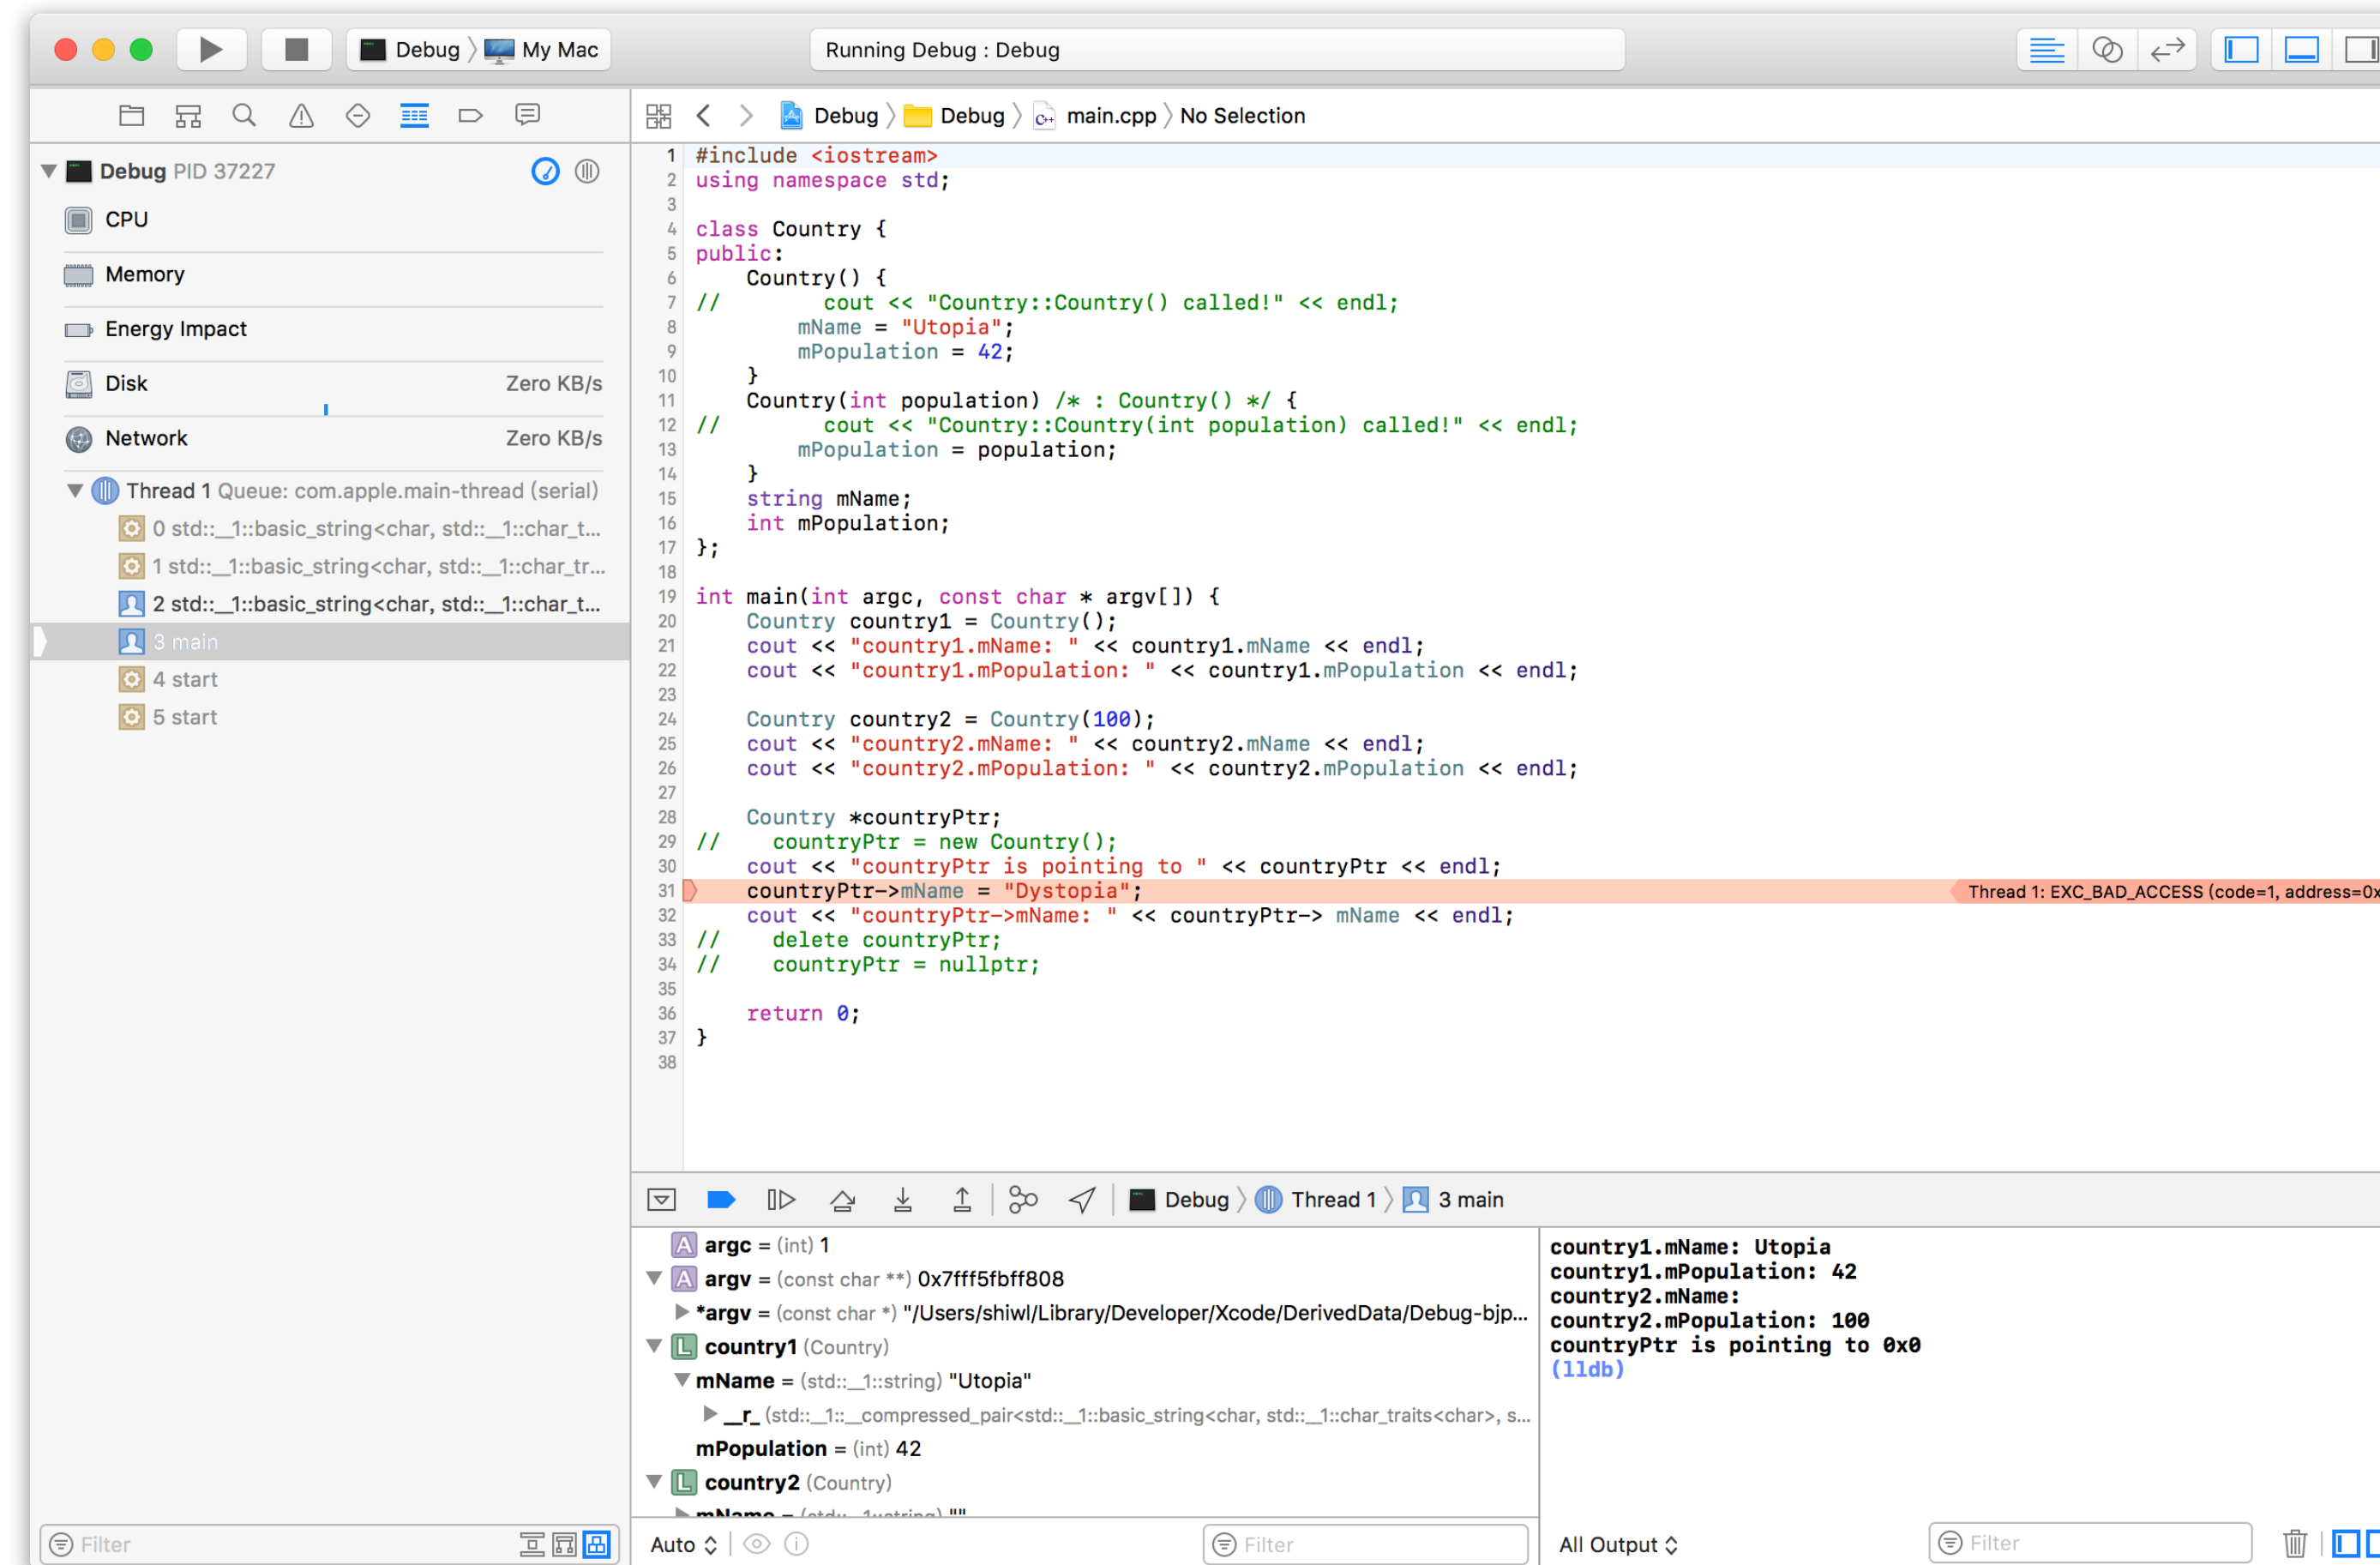 Debug My Mac
Running Debug : Debug
Debug PID 37227
CPU
Memory
Energy Impact
Disk Zero KB/s
Network Zero KB/s
Thread 1 Queue: com.apple.main-thread (serial)
0 std::__1::basic_string<char, std::__1::char_t...
1 std::__1::basic_string<char, std::__1::char_tr...
2 std::__1::basic_string<char, std::__1::char_t...
3 main
4 start
5 start
Filter
Debug Debug main.cpp No Selection
1 #include <iostream>
2 using namespace std;
3
4 class Country {
5 public:
6     Country() {
7 //        cout << "Country::Country() called!" << endl;
8         mName = "Utopia";
9         mPopulation = 42;
10     }
11     Country(int population) /* : Country() */ {
12 //        cout << "Country::Country(int population) called!" << endl;
13         mPopulation = population;
14     }
15     string mName;
16     int mPopulation;
17 };
18
19 int main(int argc, const char * argv[]) {
20     Country country1 = Country();
21     cout << "country1.mName: " << country1.mName << endl;
22     cout << "country1.mPopulation: " << country1.mPopulation << endl;
23
24     Country country2 = Country(100);
25     cout << "country2.mName: " << country2.mName << endl;
26     cout << "country2.mPopulation: " << country2.mPopulation << endl;
27
28     Country *countryPtr;
29 //    countryPtr = new Country();
30     cout << "countryPtr is pointing to " << countryPtr << endl;
31     countryPtr->mName = "Dystopia"; Thread 1: EXC_BAD_ACCESS (code=1, address=0x
32     cout << "countryPtr->mName: " << countryPtr-> mName << endl;
33 //    delete countryPtr;
34 //    countryPtr = nullptr;
35
36     return 0;
37 }
38
Debug Thread 1 3 main
A argc = (int) 1
A argv = (const char **) 0x7fff5fbff808
*argv = (const char *) "/Users/shiwl/Library/Developer/Xcode/DerivedData/Debug-bjp...
L country1 (Country)
mName = (std::__1::string) "Utopia"
__r_ (std::__1::__compressed_pair<std::__1::basic_string<char, std::__1::char_traits<char>, s...
mPopulation = (int) 42
L country2 (Country)
mName = (std::__1::string) ""
Auto Filter
country1.mName: Utopia
country1.mPopulation: 42
country2.mName:
country2.mPopulation: 100
countryPtr is pointing to 0x0
(lldb)
All Output Filter